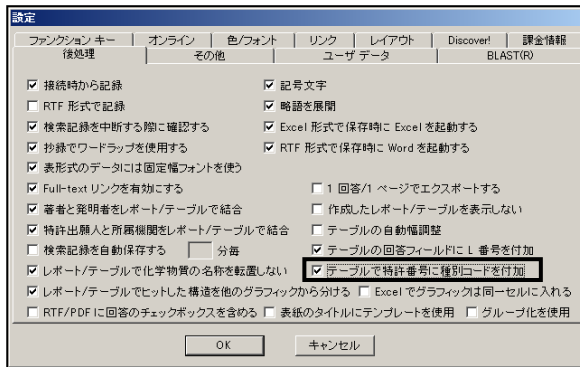 設定
ファンクション キー オンライン 色/フォント リンク レイアウト Discover! 課金情報
後処理 その他 ユーザ データ BLAST(R)
接続時から記録 記号文字
RTF 形式で記録 略語を展開
検索記録を中断する際に確認する Excel 形式で保存時に Excel を起動する
抄録でワードラップを使用する RTF 形式で保存時に Word を起動する
表形式のデータには固定幅フォントを使う
Full-text リンクを有効にする 1 回答/1 ページでエクスポートする
著者と発明者をレポート/テーブルで結合 作成したレポート/テーブルを表示しない
特許出願人と所属機関をレポート/テーブルで結合 テーブルの自動幅調整
検索記録を自動保存する 分毎 テーブルの回答フィールドに L 番号を付加
レポート/テーブルで化学物質の名称を転置しない テーブルで特許番号に種別コードを付加
レポート/テーブルでヒットした構造を他のグラフィックから分ける Excel でグラフィックは同一セルに入れる
RTF/PDF に回答のチェックボックスを含める 表紙のタイトルにテンプレートを使用 グループ化を使用
OK キャンセル